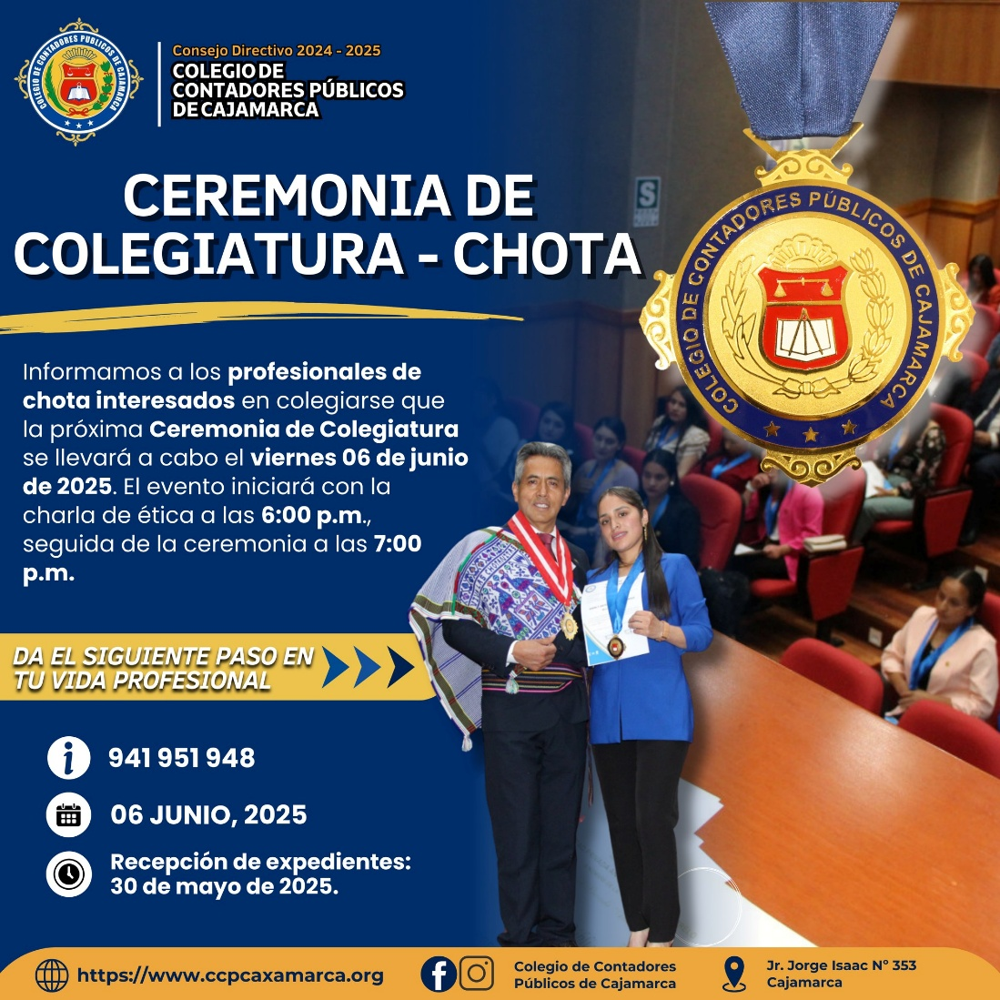 COLEGIO DE CONTADORES PÚBLICOS DE CAJAMARCA
Consejo Directivo 2024 - 2025
COLEGIO DE
CONTADORES PÚBLICOS
DE CAJAMARCA
CEREMONIA DE
COLEGIATURA - CHOTA
S
COLEGIO DE CONTADORES PÚBLICOS DE CAJAMARCA
Informamos a los profesionales de
chota interesados en colegiarse que
la próxima Ceremonia de Colegiatura
se llevará a cabo el viernes 06 de junio
de 2025. El evento iniciará con la
charla de ética a las 6:00 p.m.,
seguida de la ceremonia a las 7:00
p.m.
DA EL SIGUIENTE PASO EN
TU VIDA PROFESIONAL
941 951 948
06 JUNIO, 2025
Recepción de expedientes:
30 de mayo de 2025.
https://www.ccpcaxamarca.org
Colegio de Contadores
Públicos de Cajamarca
Jr. Jorge Isaac Nº 353
Cajamarca